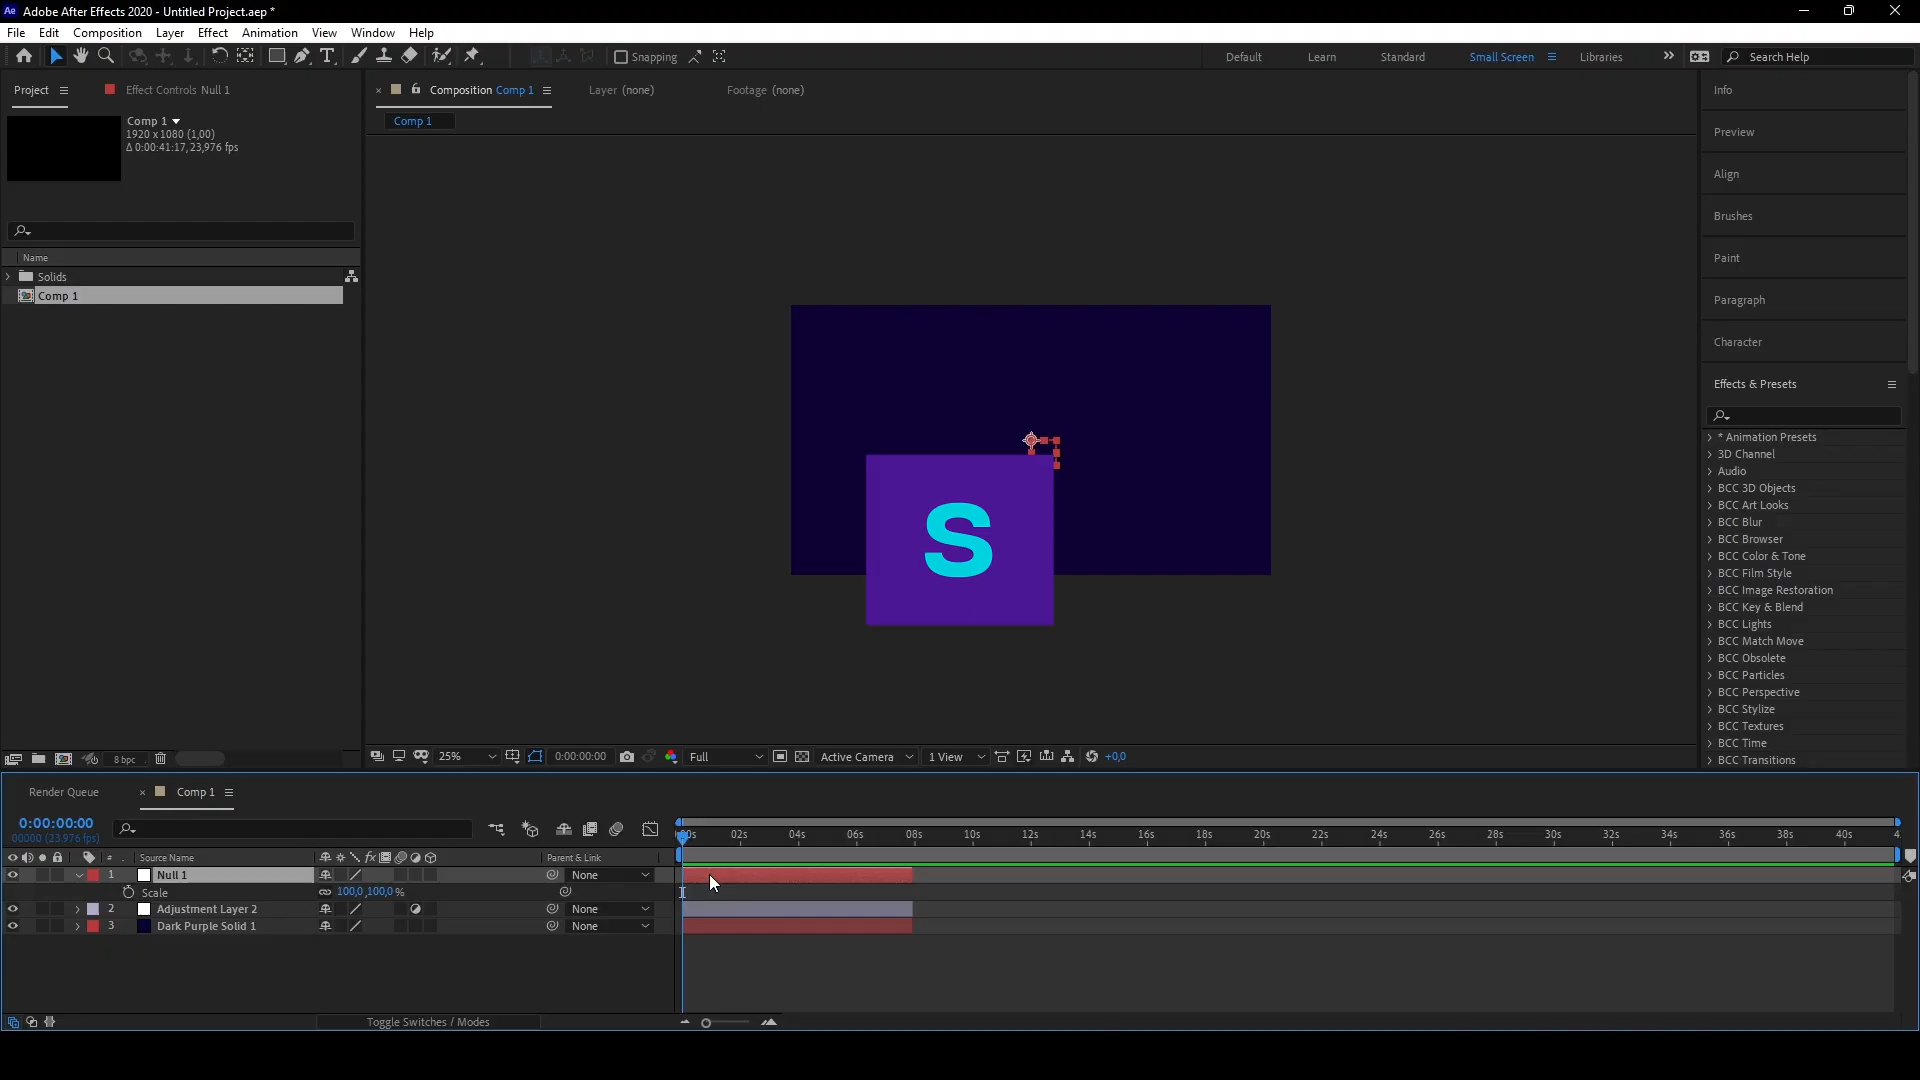 Ae Adobe After Effects 2020 - Untitled Project.aep *
File Edit Composition Layer Effect Animation View Window Help
Snapping
Default Learn Standard Small Screen Libraries Search Help
Project Effect Controls Null 1
Composition Comp 1 Layer (none) Footage (none)
Comp 1
Comp 1
1920 x 1080 (1,00)
Δ 0:00:41:17, 23,976 fps
Name
Solids
Comp 1
S
Info
Preview
Align
Brushes
Paint
Paragraph
Character
Effects & Presets
* Animation Presets
3D Channel
Audio
BCC 3D Objects
BCC Art Looks
BCC Blur
BCC Browser
BCC Color & Tone
BCC Film Style
BCC Image Restoration
BCC Key & Blend
BCC Lights
BCC Match Move
BCC Obsolete
BCC Particles
BCC Perspective
BCC Stylize
BCC Textures
BCC Time
BCC Transitions
8 bpc
25% 0:00:00:00 Full Active Camera 1 View +0,0
Render Queue Comp 1
0:00:00:00
00000 (23.976 fps)
02s 04s 06s 08s 10s 12s 14s 16s 18s 20s 22s 24s 26s 28s 30s 32s 34s 36s 38s 40s 4
# . Source Name fx Parent & Link
1 Null 1 None
Scale 100,0,100,0 %
2 Adjustment Layer 2 None
3 Dark Purple Solid 1 None
Toggle Switches / Modes